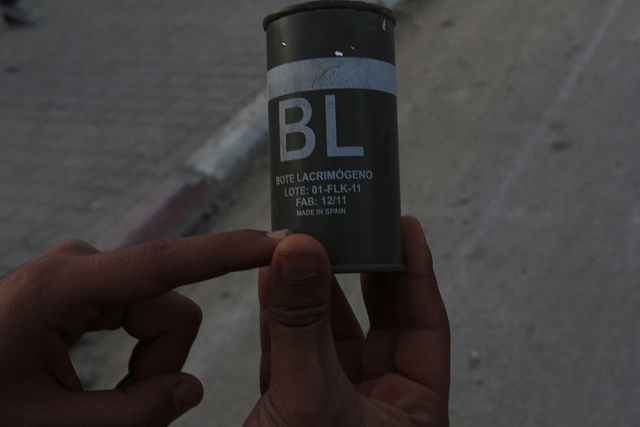 BL
BOTE LACRIMÓGENO
LOTE: 01-FLK-11
FAB: 12/11
MADE IN SPAIN